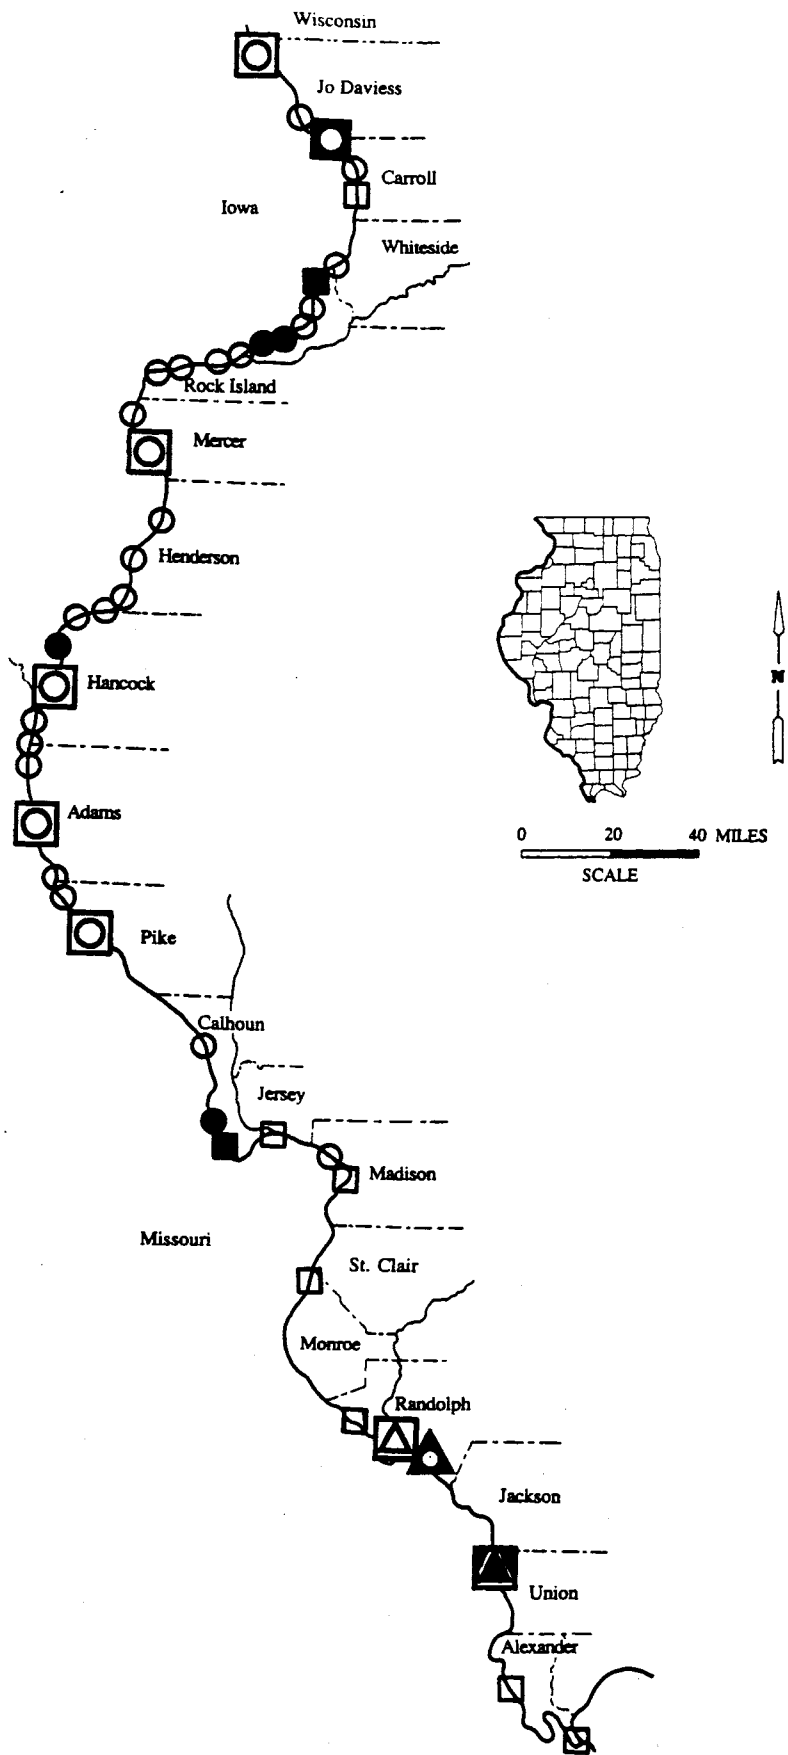 Wisconsin
Jo Daviess
Carroll
Iowa
Whiteside
Rock Island
Mercer
Henderson
Hancock
Adams
Pike
Calhoun
Jersey
Madison
Missouri
St. Clair
Monroe
Randolph
Jackson
Union
Alexander
N
0 20 40 MILES
SCALE